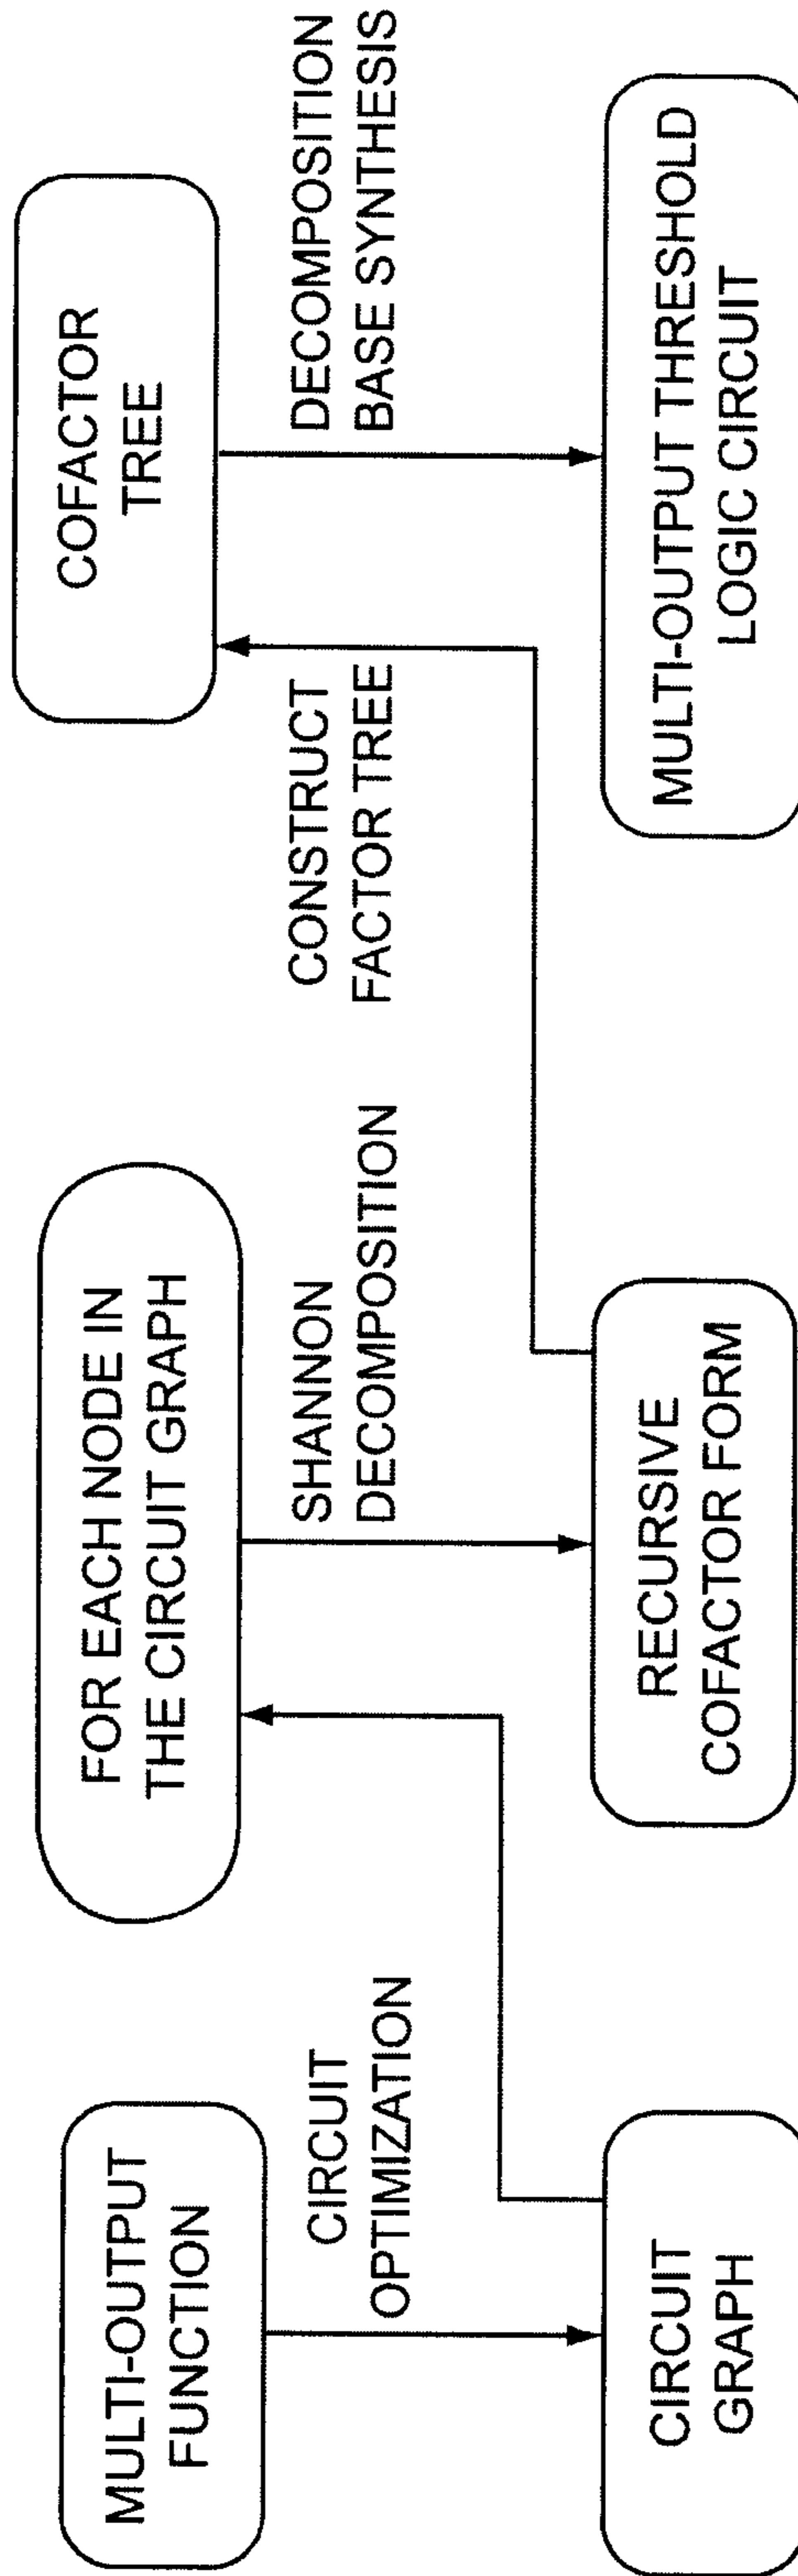 MULTI-OUTPUT
FUNCTION
CIRCUIT
OPTIMIZATION
CIRCUIT
GRAPH
FOR EACH NODE IN
THE CIRCUIT GRAPH
SHANNON
DECOMPOSITION
RECURSIVE
COFACTOR FORM
CONSTRUCT
FACTOR TREE
COFACTOR
TREE
DECOMPOSITION
BASE SYNTHESIS
MULTI-OUTPUT THRESHOLD
LOGIC CIRCUIT